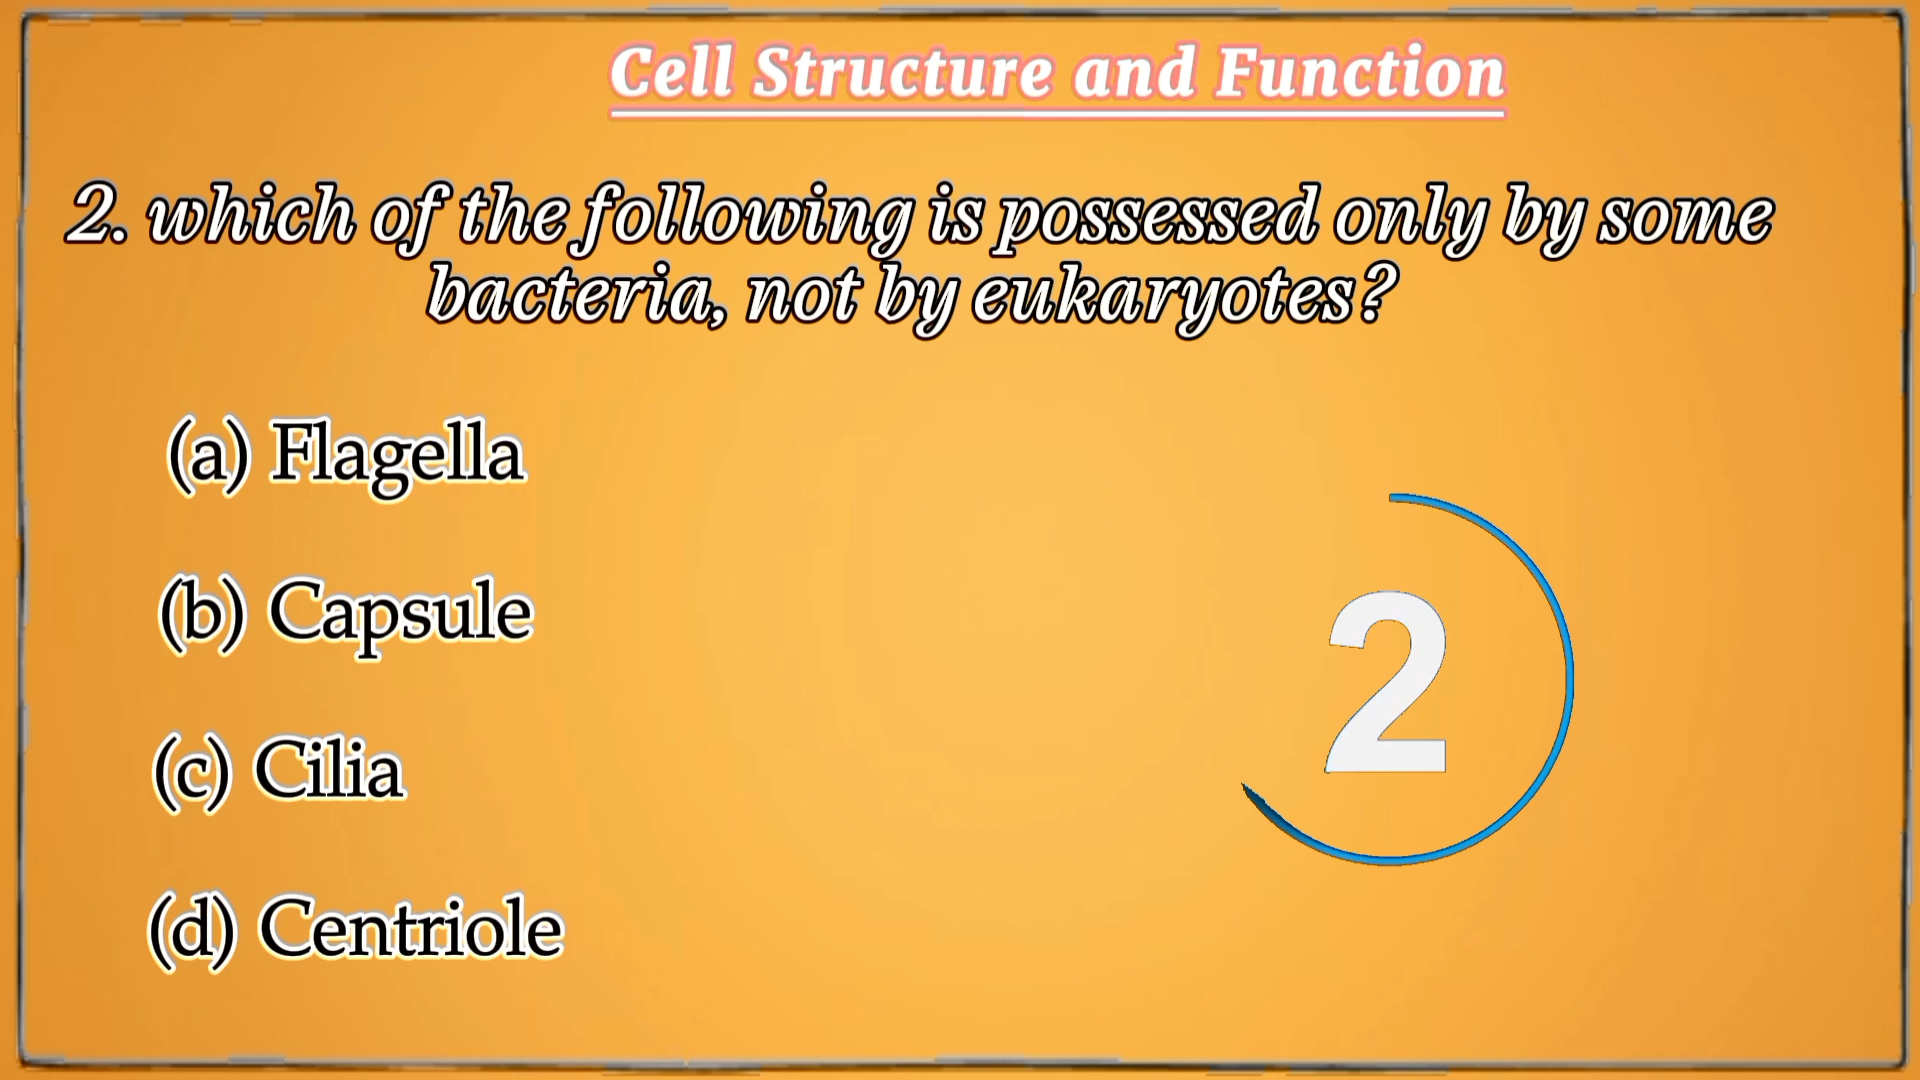 Cell Structure and Function
2. which of the following is possessed only by some
bacteria, not by eukaryotes?
(a) Flagella
(b) Capsule
(c) Cilia
(d) Centriole
2